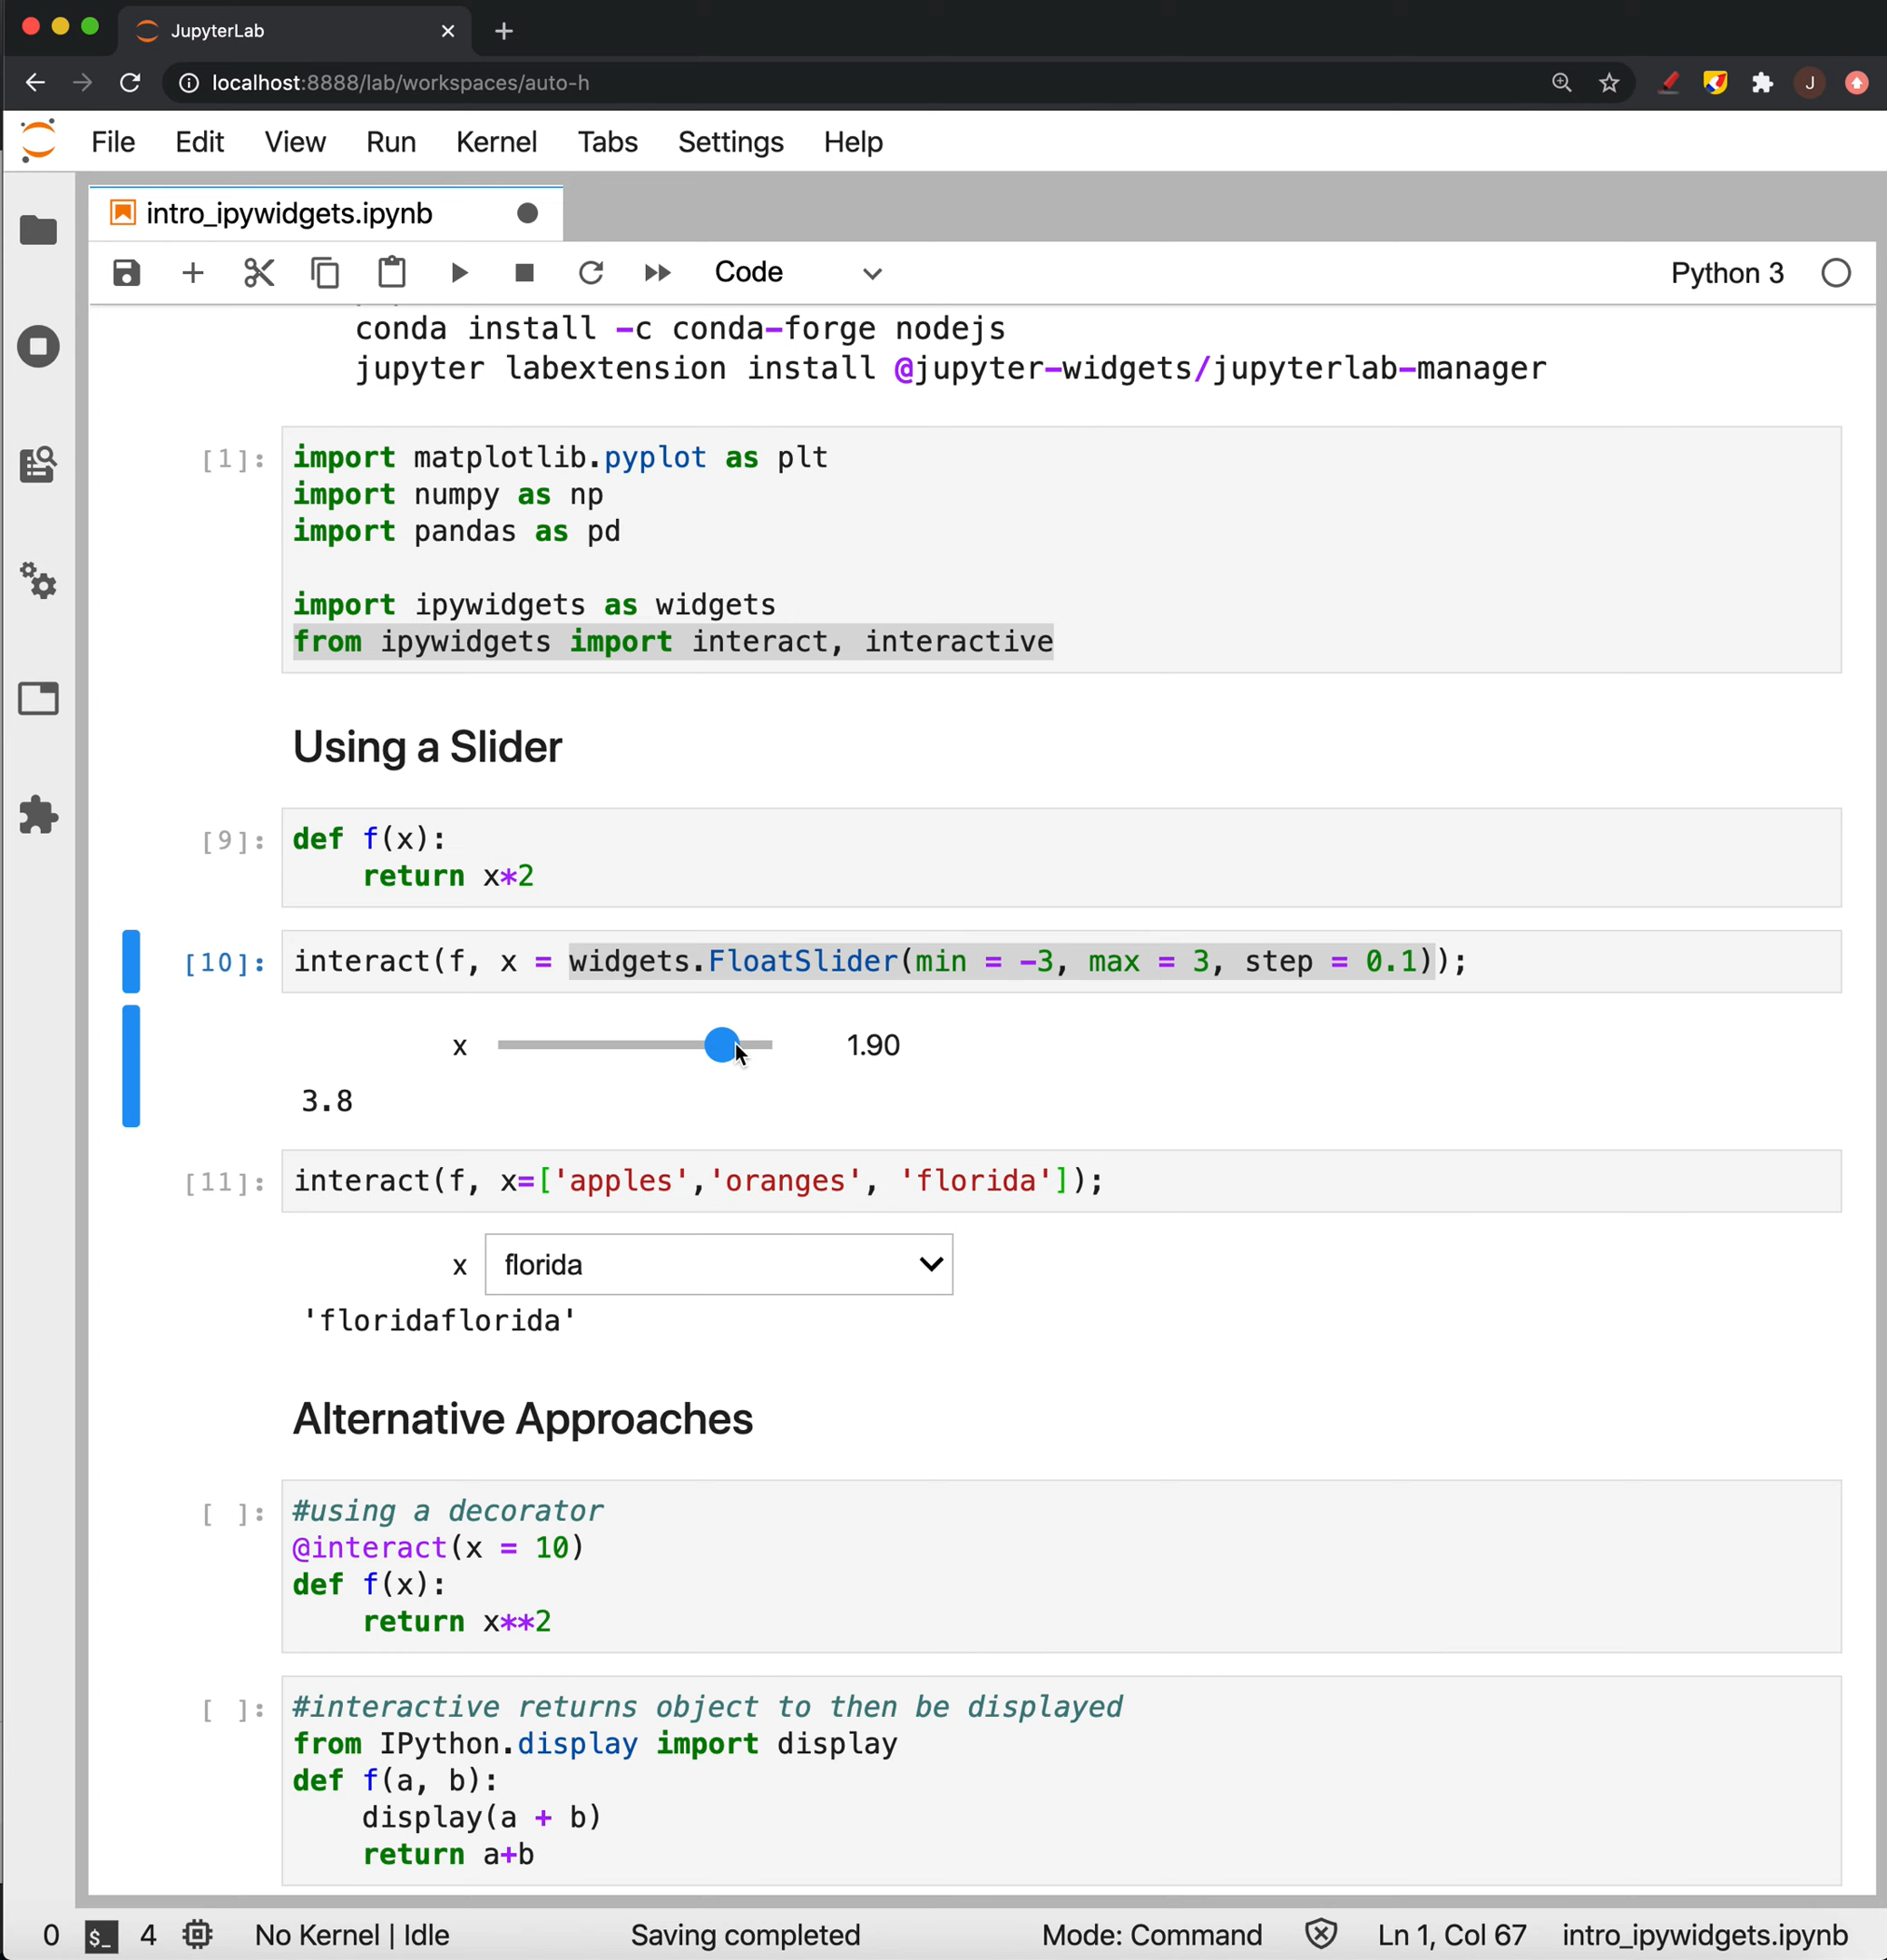 JupyterLab
localhost:8888/lab/workspaces/auto-h
J
File Edit View Run Kernel Tabs Settings Help
intro_ipywidgets.ipynb
Code
Python 3
conda install -c conda-forge nodejs
jupyter labextension install @jupyter-widgets/jupyterlab-manager
[1]: import matplotlib.pyplot as plt
import numpy as np
import pandas as pd
import ipywidgets as widgets
from ipywidgets import interact, interactive
Using a Slider
[9]: def f(x):
return x*2
[10]: interact(f, x = widgets.FloatSlider(min = -3, max = 3, step = 0.1));
x 1.90
3.8
[11]: interact(f, x=['apples','oranges', 'florida']);
x florida
'floridaflorida'
Alternative Approaches
[ ]: #using a decorator
@interact(x = 10)
def f(x):
return x**2
[ ]: #interactive returns object to then be displayed
from IPython.display import display
def f(a, b):
display(a + b)
return a+b
0 $_ 4 No Kernel | Idle Saving completed Mode: Command Ln 1, Col 67 intro_ipywidgets.ipynb